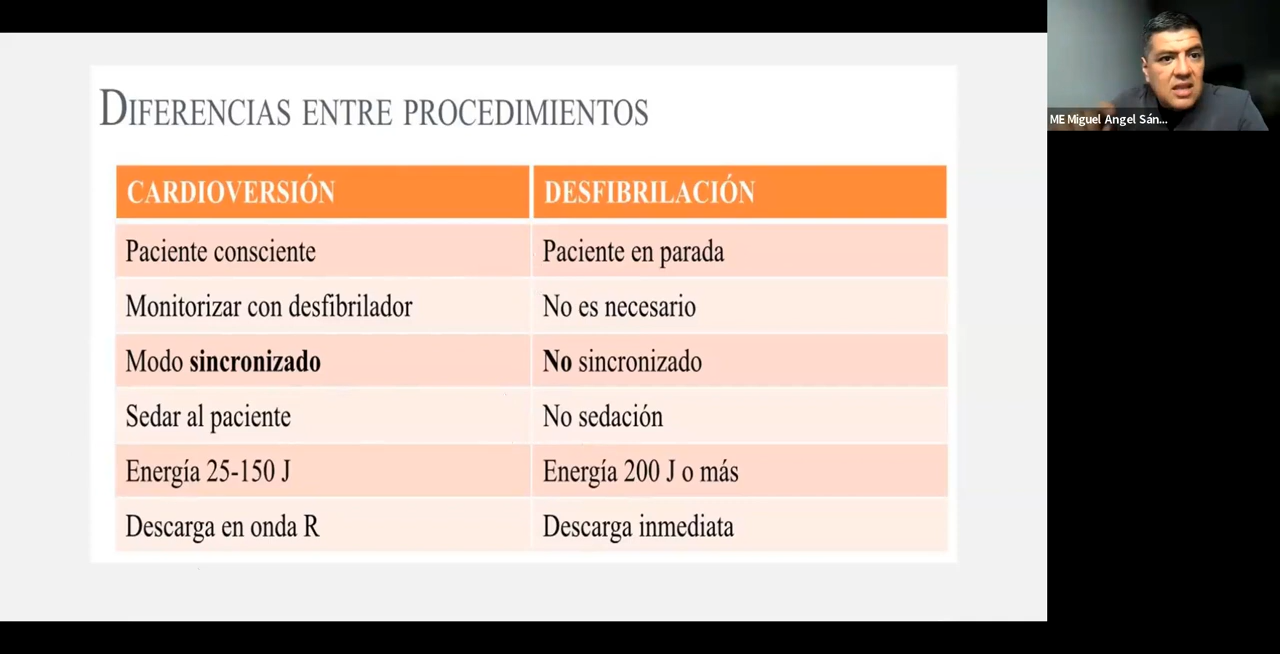 DIFERENCIAS ENTRE PROCEDIMIENTOS
CARDIOVERSIÓN DESFIBRILACIÓN
Paciente consciente Paciente en parada
Monitorizar con desfibrilador No es necesario
Modo sincronizado No sincronizado
Sedar al paciente No sedación
Energía 25-150 J Energía 200 J o más
Descarga en onda R Descarga inmediata
ME Miguel Angel Sán...